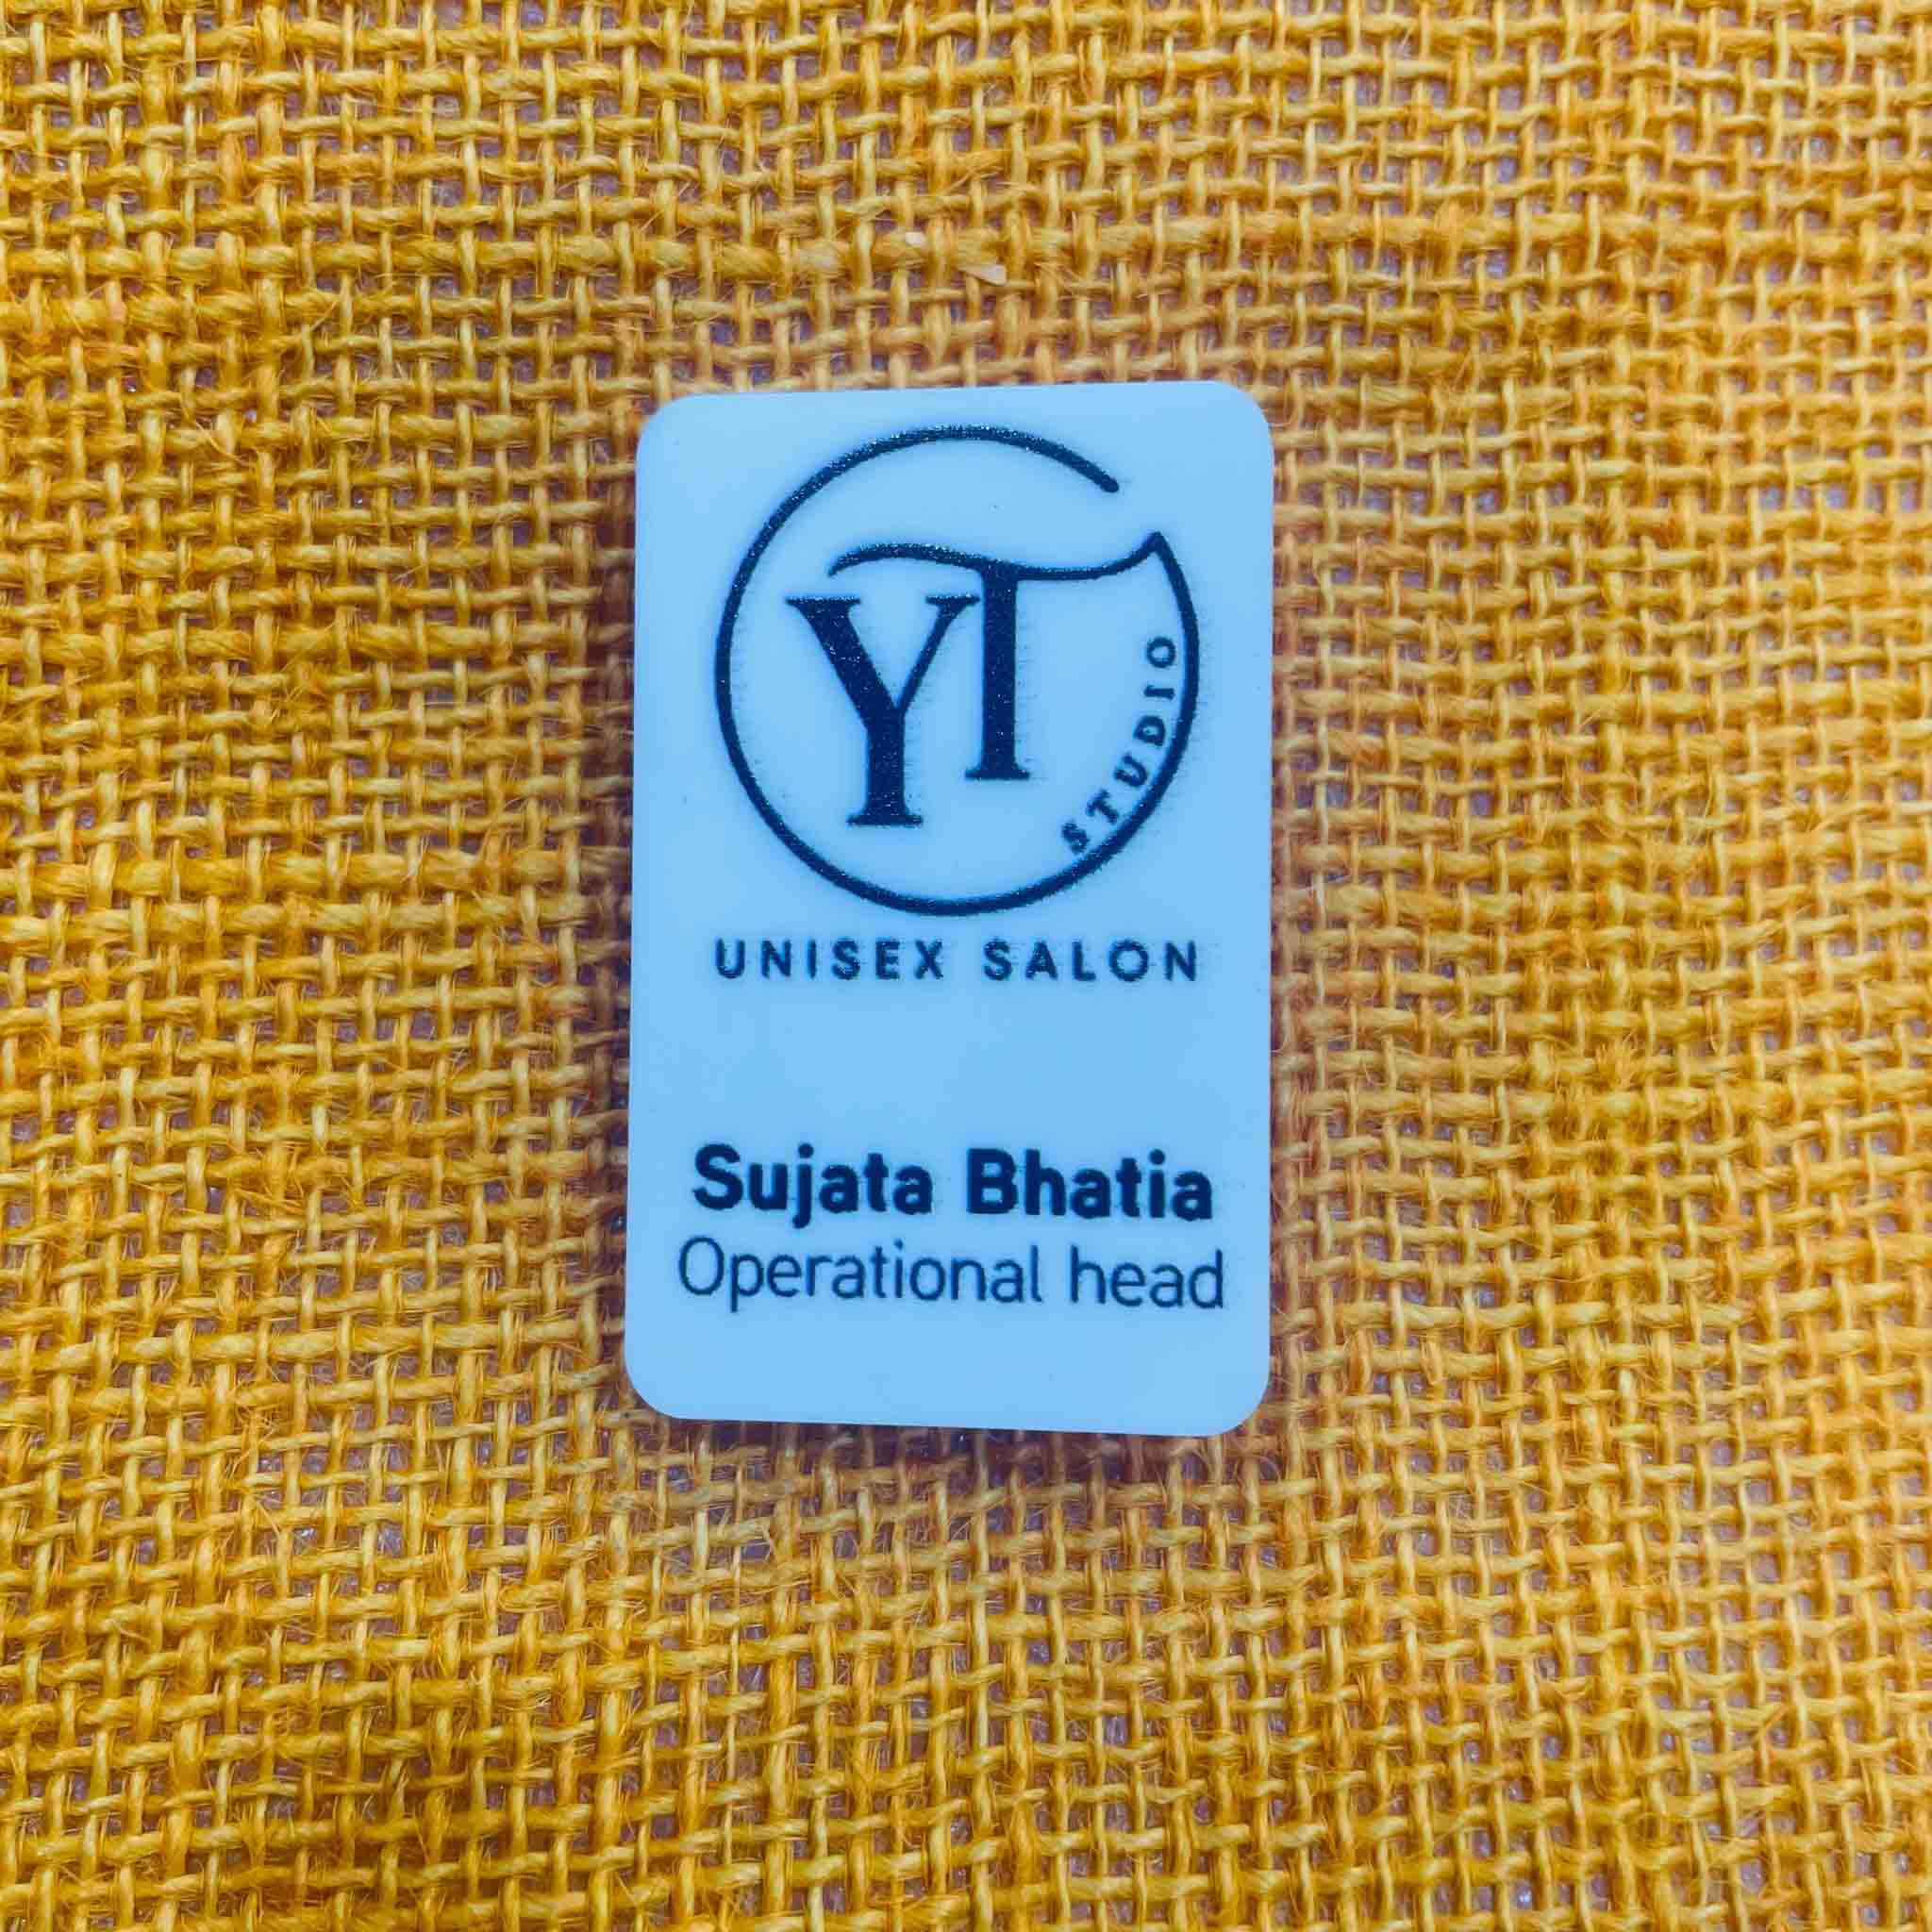 YT
STUDIO
UNISEX SALON
Sujata Bhatia
Operational head